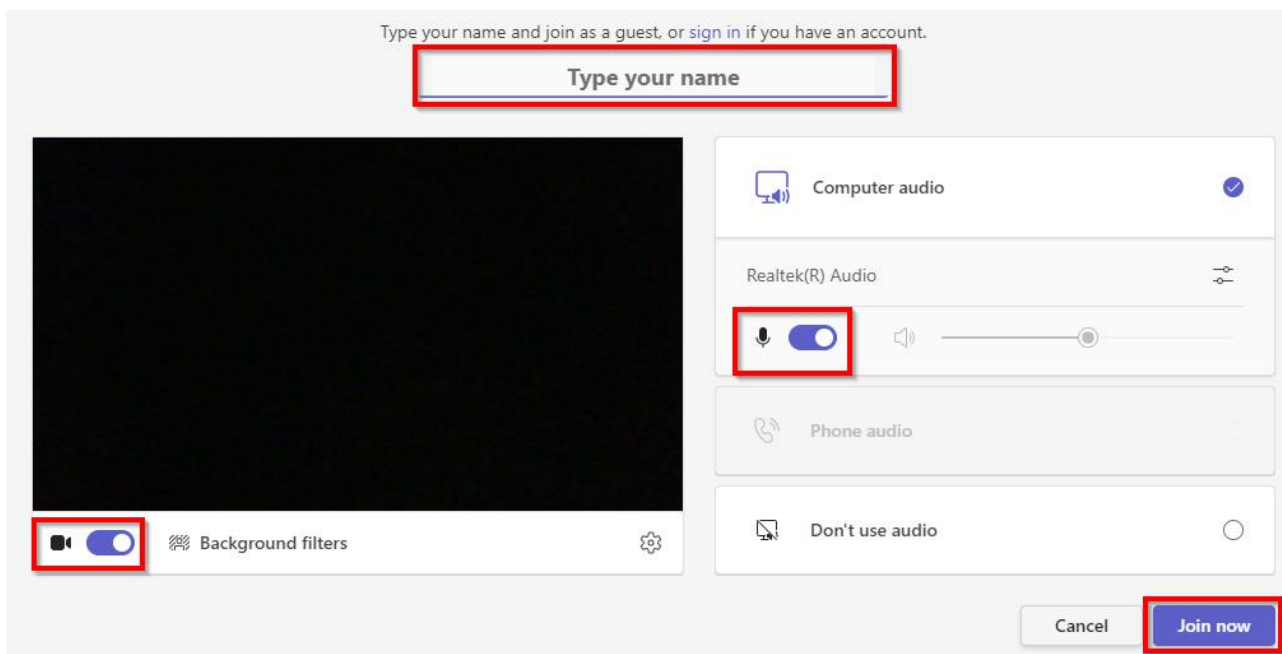 Type your name and join as a guest, or sign in if you have an account.
Type your name
Computer audio
Realtek(R) Audio
Phone audio
Background filters
Don't use audio
Cancel
Join now